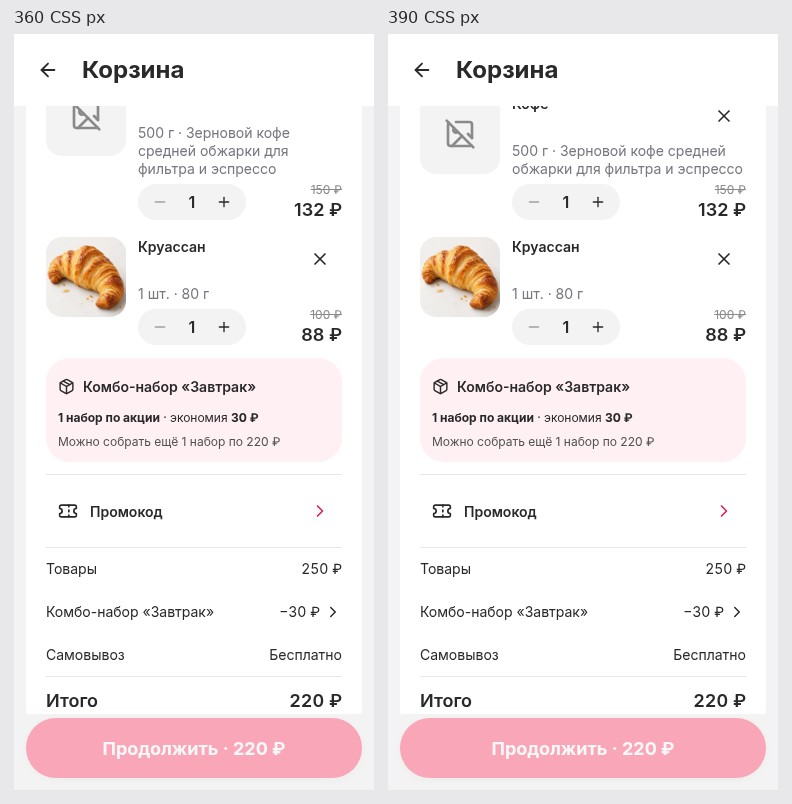 360 CSS px
Корзина
500 г · Зерновой кофе
средней обжарки для
фильтра и эспрессо
1
150 ₽
132 ₽
Круассан
1 шт. · 80 г
1
100 ₽
88 ₽
Комбо-набор «Завтрак»
1 набор по акции · экономия 30 ₽
Можно собрать ещё 1 набор по 220 ₽
Промокод
Товары 250 ₽
Комбо-набор «Завтрак» −30 ₽
Самовывоз Бесплатно
Итого 220 ₽
Продолжить · 220 ₽
390 CSS px
Корзина
Кофе
500 г · Зерновой кофе средней
обжарки для фильтра и эспрессо
1
150 ₽
132 ₽
Круассан
1 шт. · 80 г
1
100 ₽
88 ₽
Комбо-набор «Завтрак»
1 набор по акции · экономия 30 ₽
Можно собрать ещё 1 набор по 220 ₽
Промокод
Товары 250 ₽
Комбо-набор «Завтрак» −30 ₽
Самовывоз Бесплатно
Итого 220 ₽
Продолжить · 220 ₽